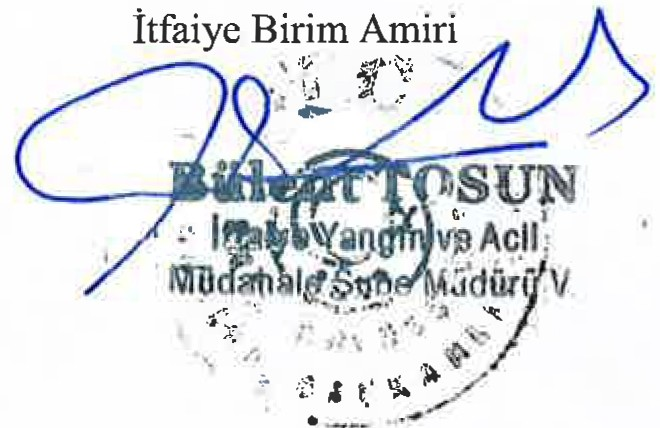 İtfaiye Birim Amiri
Bülent TOSUN
İtfaiye Yangın ve Acil
Müdahale Şube Müdürü V.